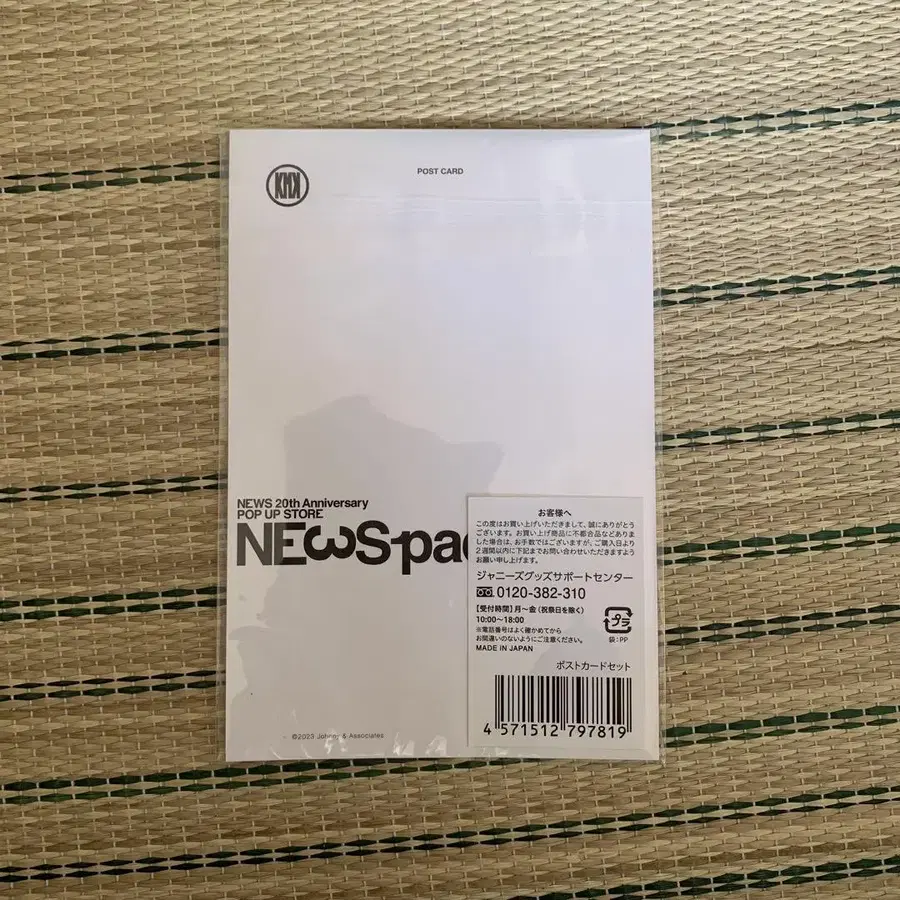 KMK
POST CARD
NEWS 20th Anniversary
POP UP STORE
NEWSpac
お客様へ
この度はお買い上げいただきまして、誠にありがとう
ございます。お買い上げ商品に不都合品などありま
した場合は、お手数ではございますが、ご購入日より
2週間以内に下記までお問い合わせいただきますよう
お願い申し上げます。
ジャニーズグッズサポートセンター
0120-382-310
【受付時間】月〜金(祝祭日を除く)
10:00〜18:00
※電話番号はよく確かめてから
お間違いのないようにご注意ください。
MADE IN JAPAN
プラ
袋:PP
ポストカードセット
4 571512 797819
©2023 Johnny & Associates